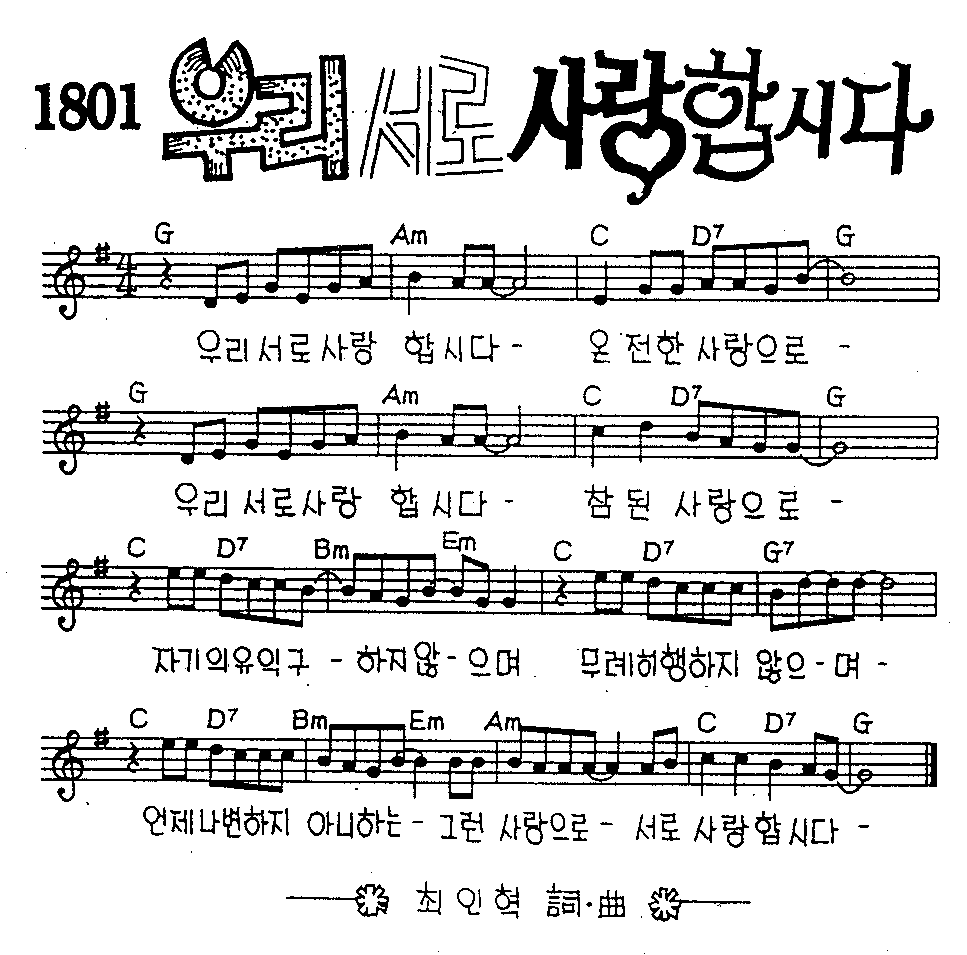 1801 우리 서로 사랑합시다
G Am C D7 G
우리서로사랑 합시다 - 온 전한 사랑으로 -
G Am C D7 G
우리 서로사랑 합시다 - 참 된 사랑으로 -
C D7 Bm Em C D7 G7
자기의유익구 - 하지않 - 으며 무례히행하지 않으 - 며 -
C D7 Bm Em Am C D7 G
언제나변하지 아니하는 - 그런 사랑으로 - 서로 사랑합시다 -
최인혁 詞·曲